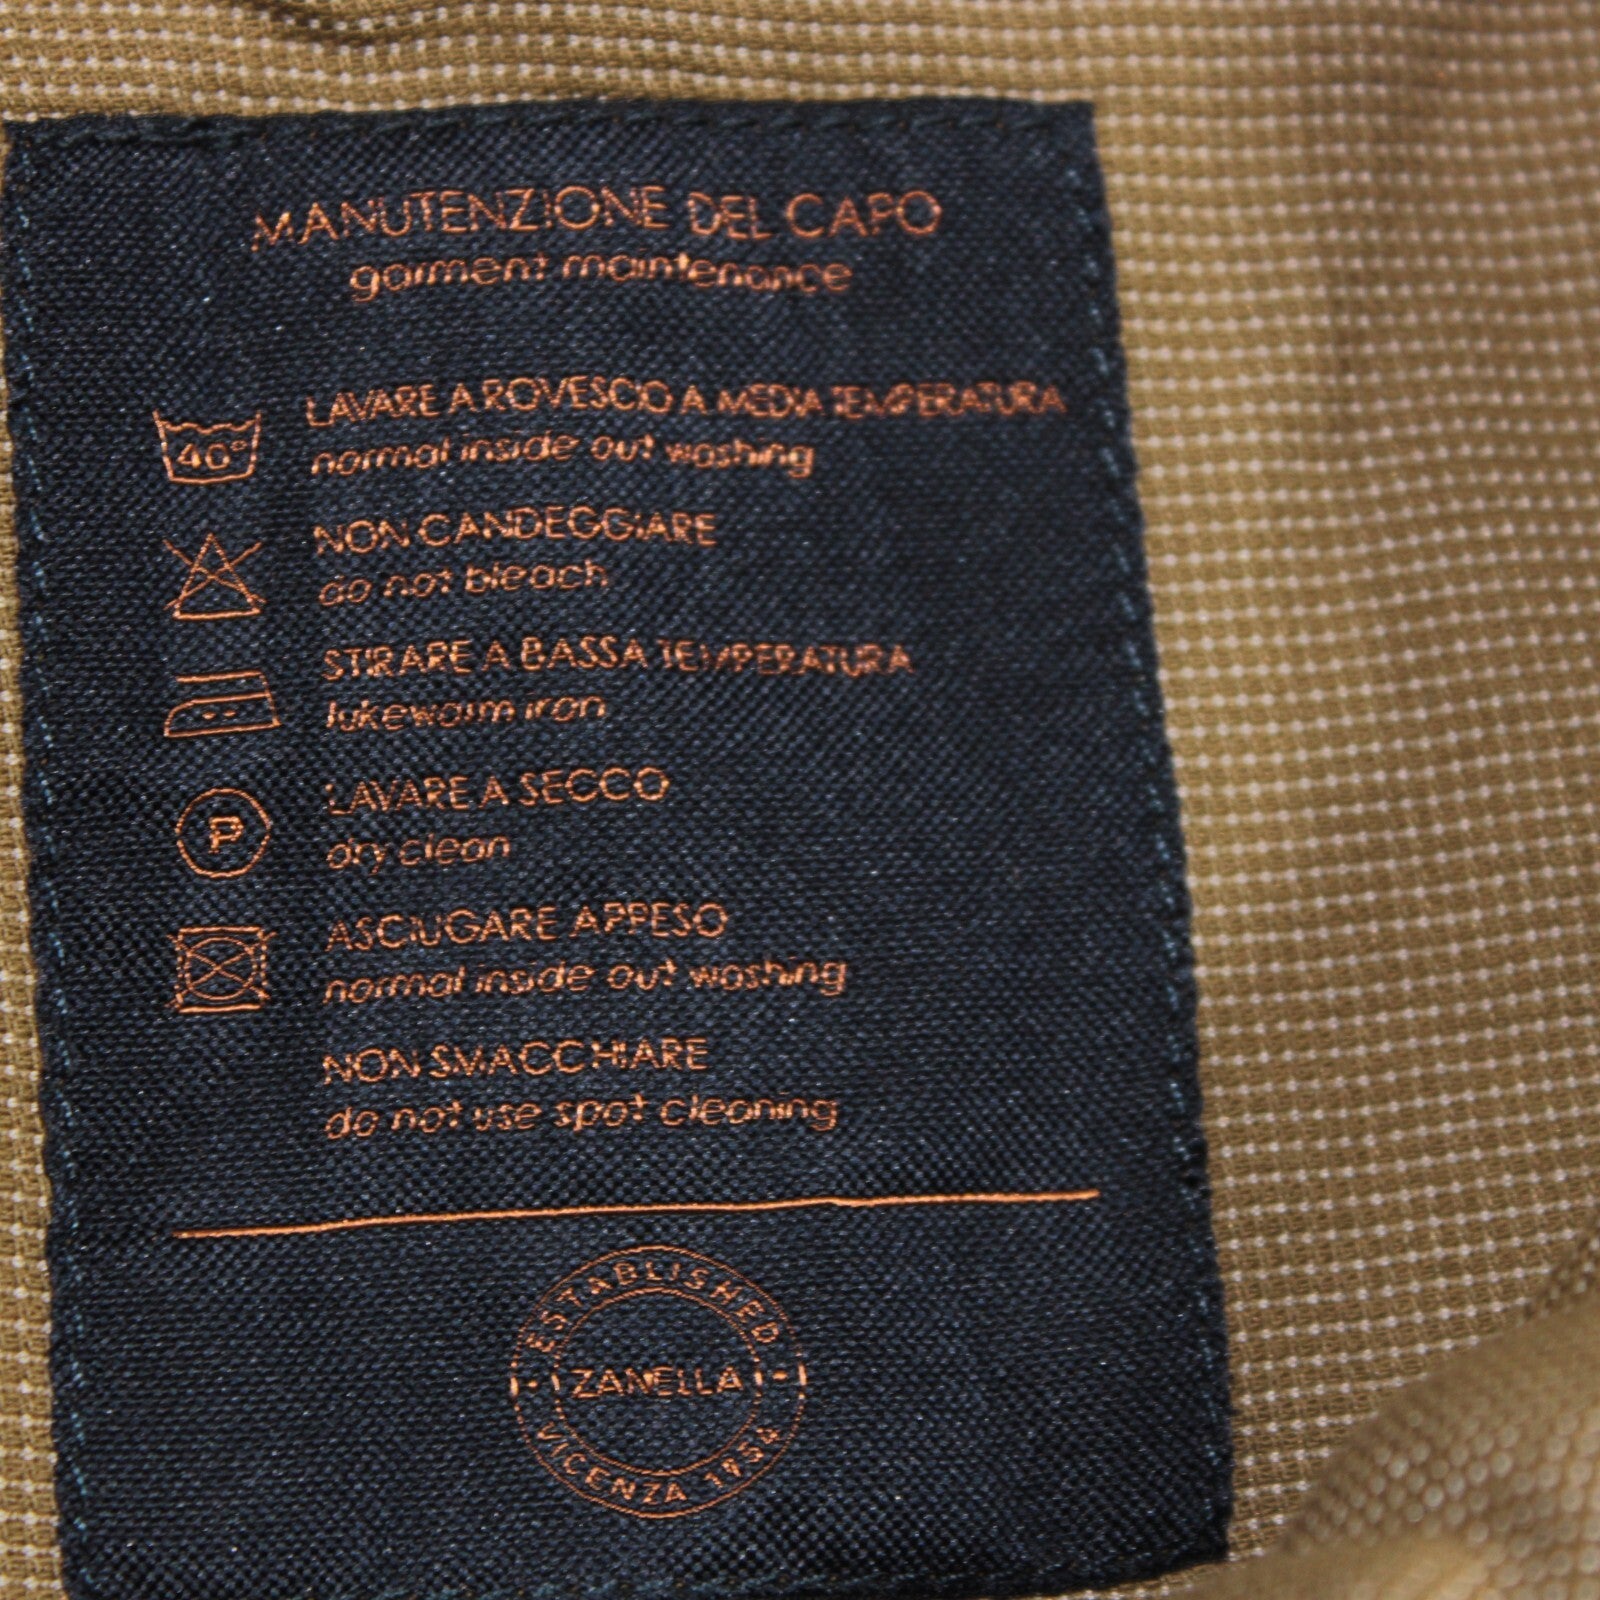 MANUTENZIONE DEL CAPO
garment maintenance
40°
LAVARE A ROVESCIO A MEDIA TEMPERATURA
normal inside out washing
NON CANDEGGIARE
do not bleach
STIRARE A BASSA TEMPERATURA
lukewarm iron
P
LAVARE A SECCO
dry clean
ASCIUGARE APPESO
normal inside out washing
NON SMACCHIARE
do not use spot cleaning
ESTABLISHED
ZANELLA
VICENZA 1954